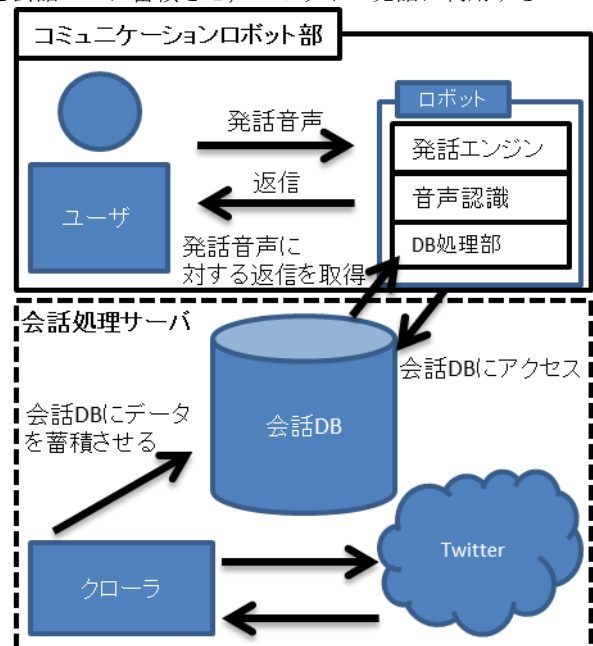 コミュニケーションロボット部
発話音声
返信
ユーザ
発話音声に
対する返信を取得
ロボット
発話エンジン
音声認識
DB処理部
会話処理サーバ
会話DBにアクセス
会話DBにデータ
を蓄積させる
会話DB
クローラ
Twitter